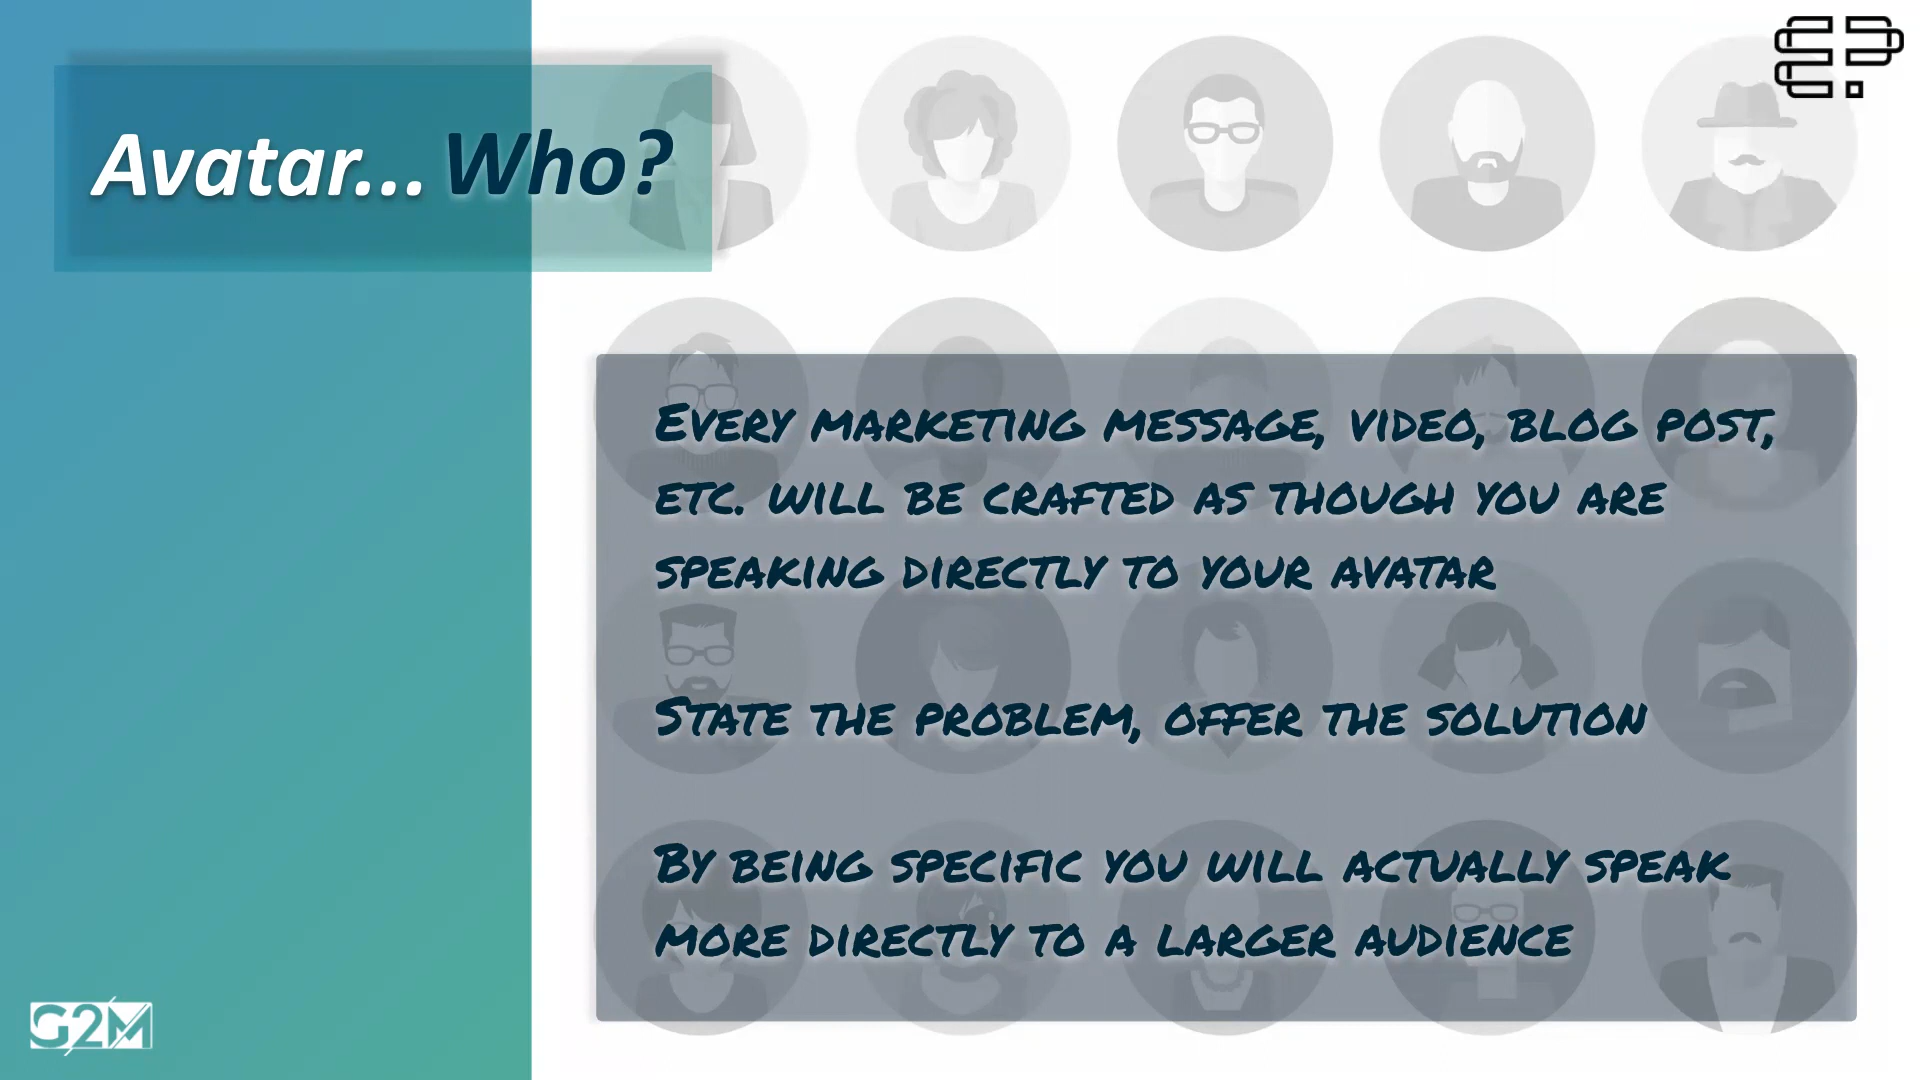 Avatar... Who?
Every marketing message, video, blog post,
etc. will be crafted as though you are
speaking directly to your avatar
State the problem, offer the solution
By being specific you will actually speak
more directly to a larger audience
G2M